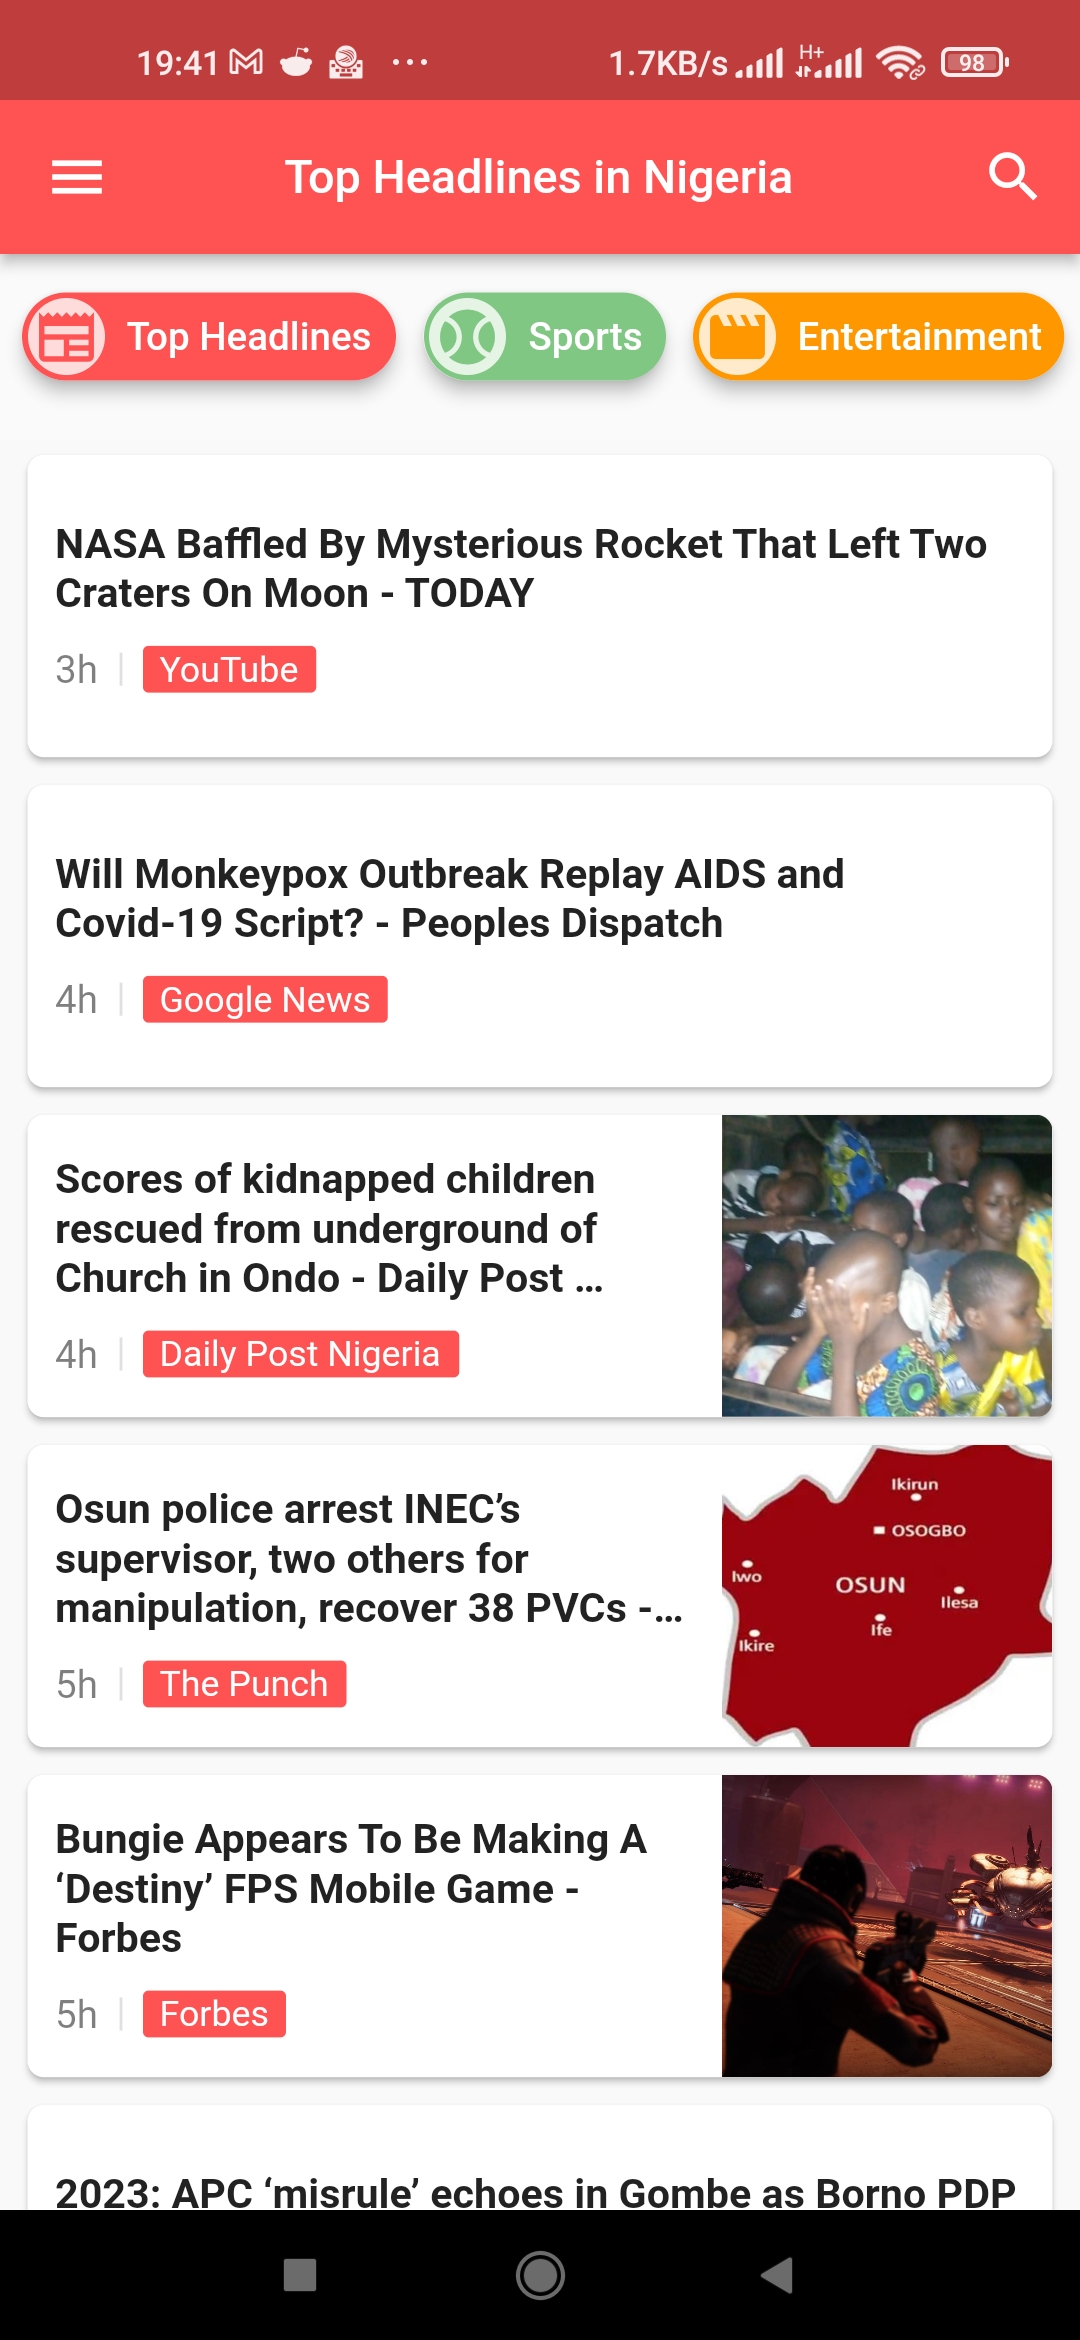 19:41 ... 1.7KB/s H+ 98
Top Headlines in Nigeria
Top Headlines Sports Entertainment
NASA Baffled By Mysterious Rocket That Left Two
Craters On Moon - TODAY
3h | YouTube
Will Monkeypox Outbreak Replay AIDS and
Covid-19 Script? - Peoples Dispatch
4h | Google News
Scores of kidnapped children
rescued from underground of
Church in Ondo - Daily Post ...
4h | Daily Post Nigeria
Osun police arrest INEC’s
supervisor, two others for
manipulation, recover 38 PVCs -...
5h | The Punch
Ikirun
OSOGBO
Iwo
OSUN
Ilesa
Ife
Ikire
Bungie Appears To Be Making A
‘Destiny’ FPS Mobile Game -
Forbes
5h | Forbes
2023: APC ‘misrule’ echoes in Gombe as Borno PDP